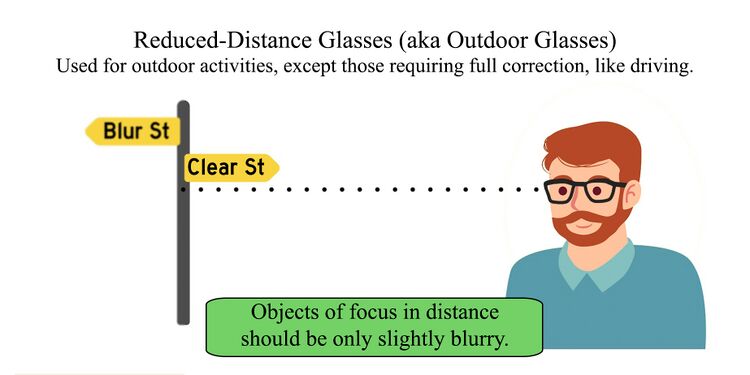 Reduced-Distance Glasses (aka Outdoor Glasses)
Used for outdoor activities, except those requiring full correction, like driving.
Blur St
Clear St
Objects of focus in distance
should be only slightly blurry.